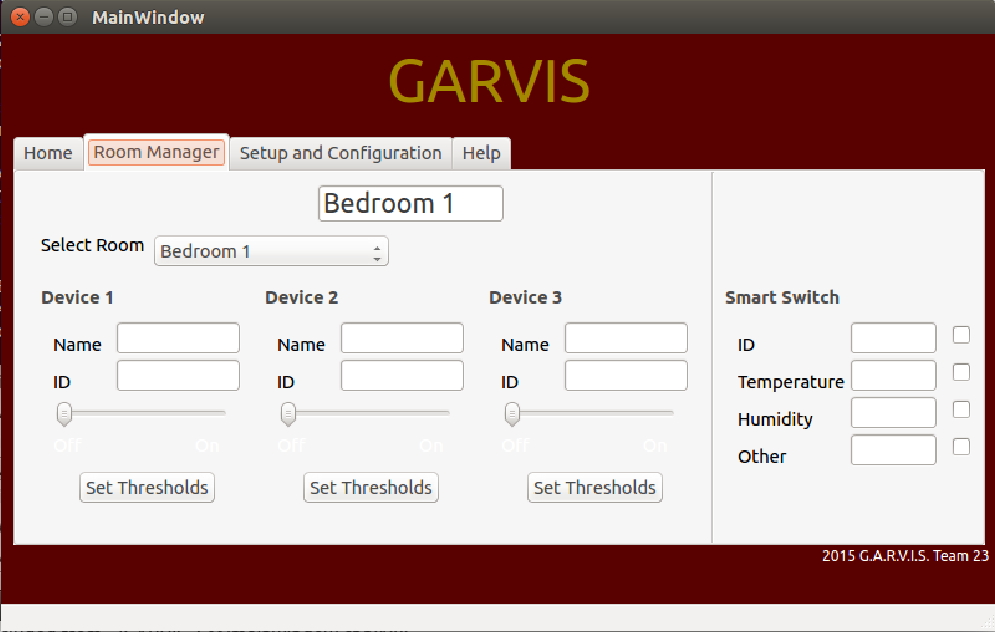 MainWindow
GARVIS
Home Room Manager Setup and Configuration Help
Bedroom 1
Select Room Bedroom 1
Device 1 Device 2 Device 3 Smart Switch
Name Name Name ID
ID ID ID Temperature
Humidity
Off On Off On Off On
Other
Set Thresholds Set Thresholds Set Thresholds
2015 G.A.R.V.I.S. Team 23